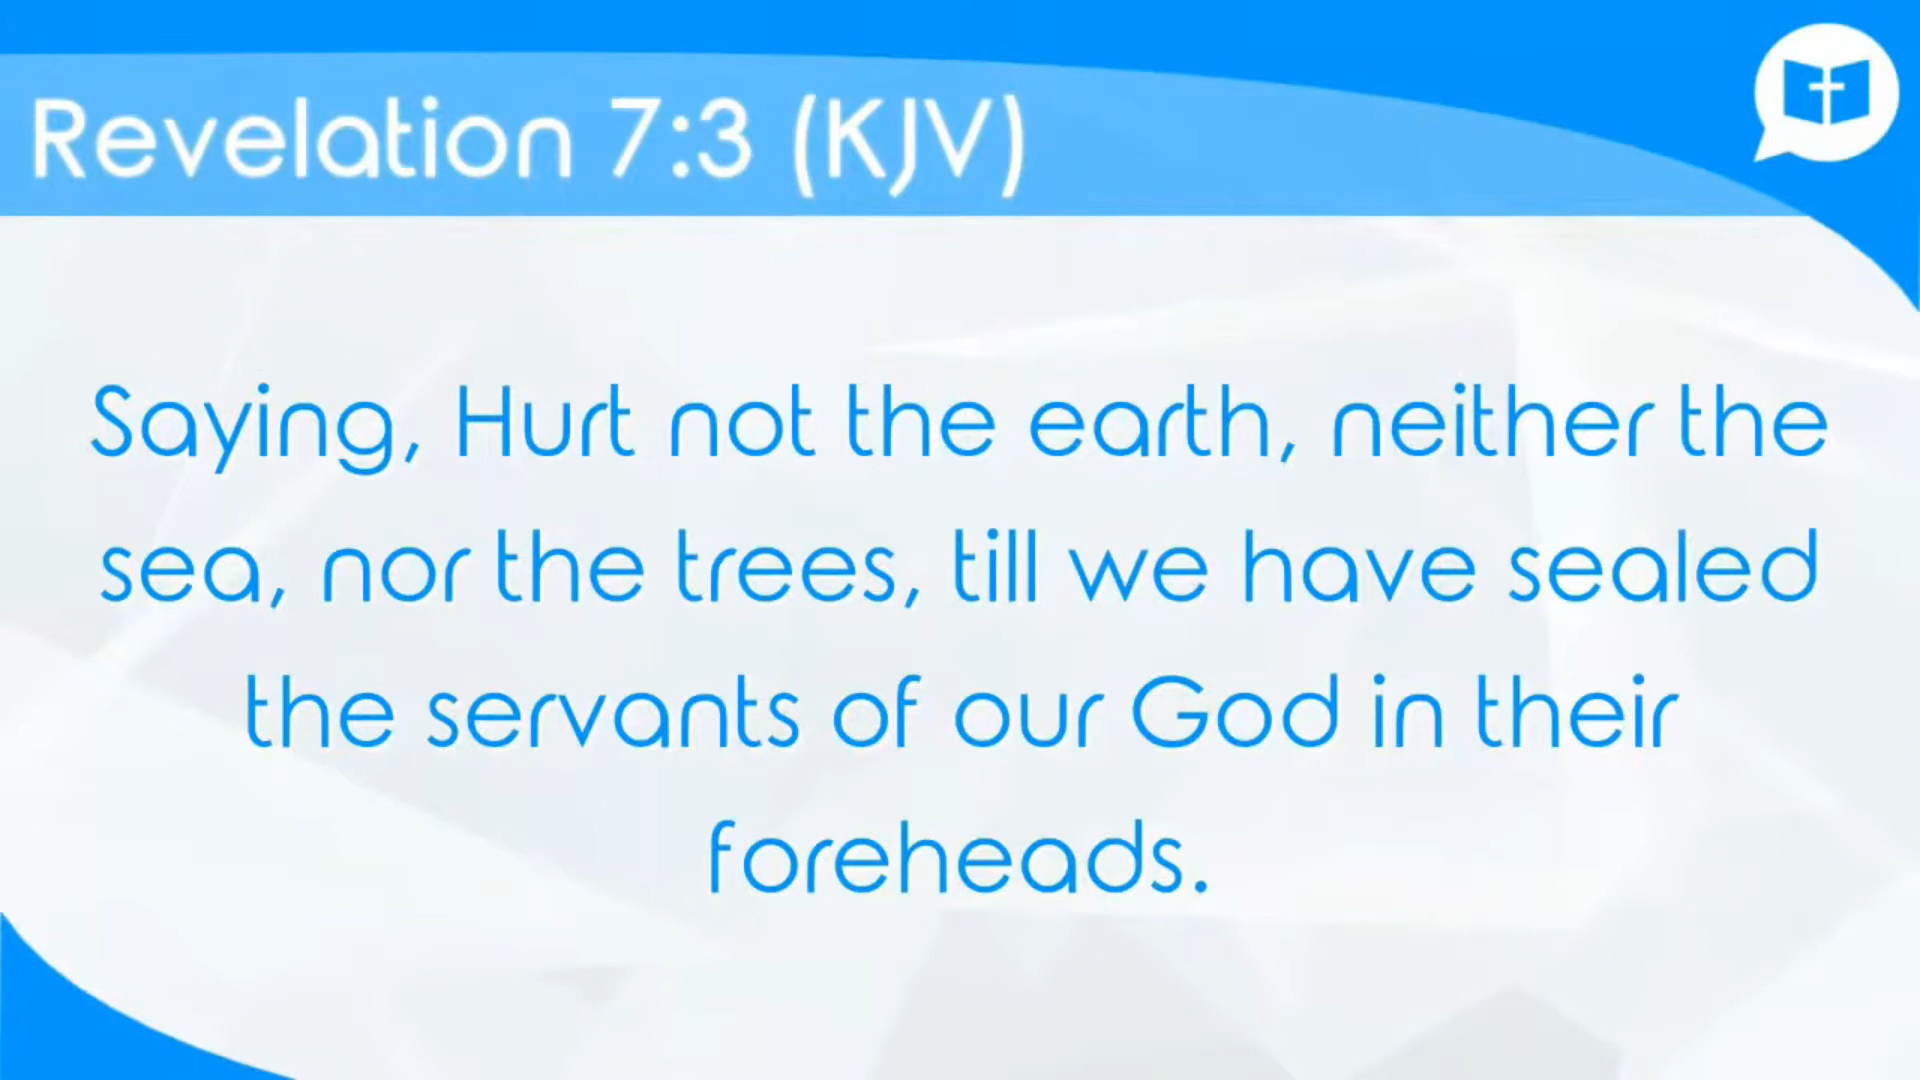 Revelation 7:3 (KJV)
Saying, Hurt not the earth, neither the
sea, nor the trees, till we have sealed
the servants of our God in their
foreheads.